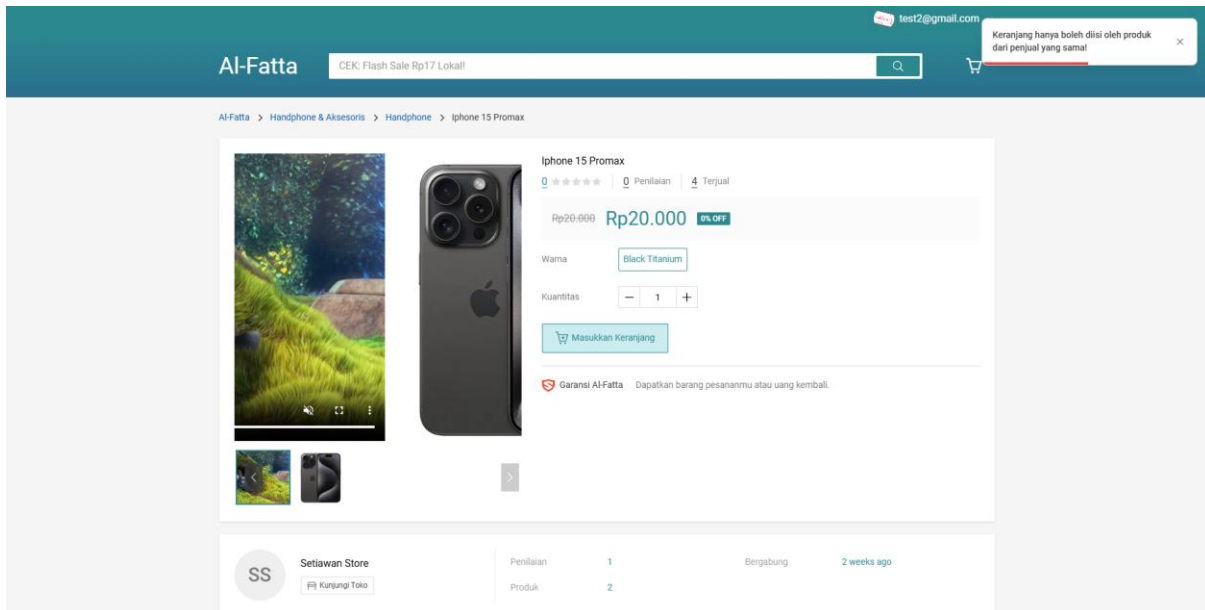 test2@gmail.com
Keranjang hanya boleh diisi oleh produk
dari penjual yang sama!
Al-Fatta
CEK: Flash Sale Rp17 Lokal!
Al-Fatta > Handphone & Aksesoris > Handphone > Iphone 15 Promax
Iphone 15 Promax
0 0 Penilaian 4 Terjual
Rp20.000 Rp20.000 0% OFF
Warna Black Titanium
Kuantitas − 1 +
Masukkan Keranjang
Garansi Al-Fatta Dapatkan barang pesananmu atau uang kembali.
SS
Setiawan Store
Kunjungi Toko
Penilaian 1 Bergabung 2 weeks ago
Produk 2